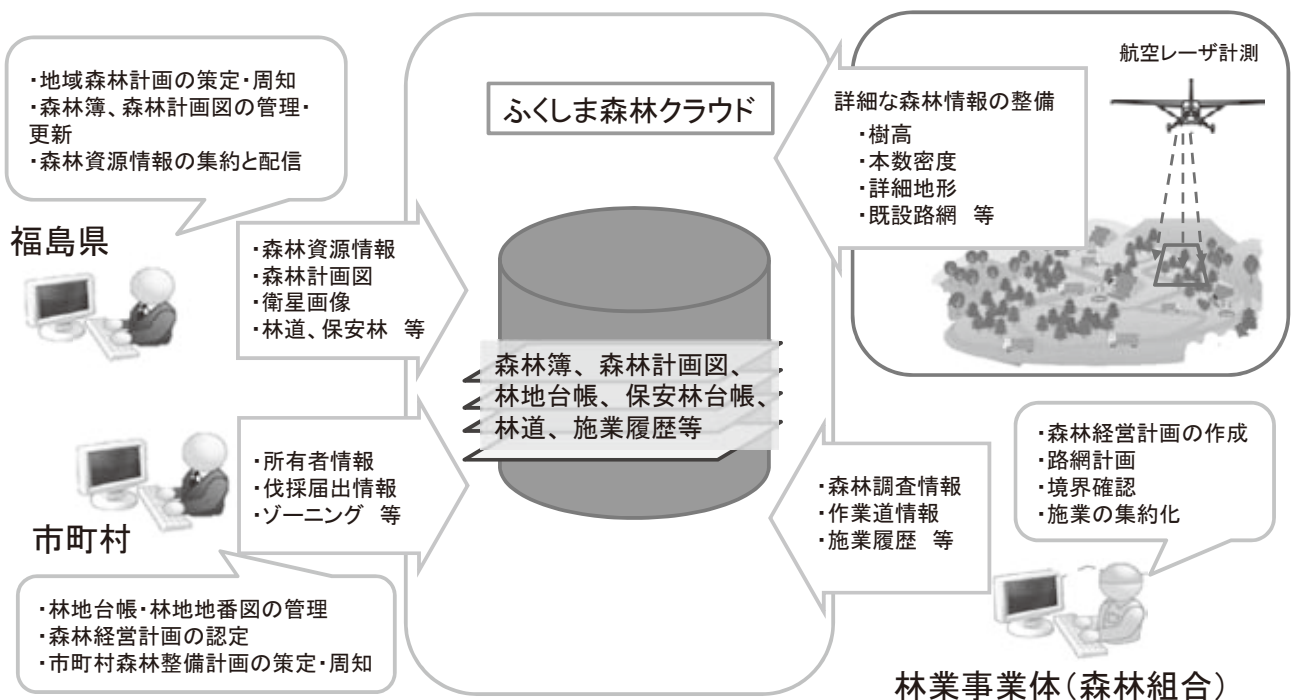 ・地域森林計画の策定・周知
・森林簿、森林計画図の管理・
更新
・森林資源情報の集約と配信
福島県
・森林資源情報
・森林計画図
・衛星画像
・林道、保安林 等
市町村
・所有者情報
・伐採届出情報
・ゾーニング 等
・林地台帳・林地地番図の管理
・森林経営計画の認定
・市町村森林整備計画の策定・周知
ふくしま森林クラウド
森林簿、森林計画図、
林地台帳、保安林台帳、
林道、施業履歴等
航空レーザ計測
詳細な森林情報の整備
・樹高
・本数密度
・詳細地形
・既設路網 等
・森林調査情報
・作業道情報
・施業履歴 等
・森林経営計画の作成
・路網計画
・境界確認
・施業の集約化
林業事業体(森林組合)